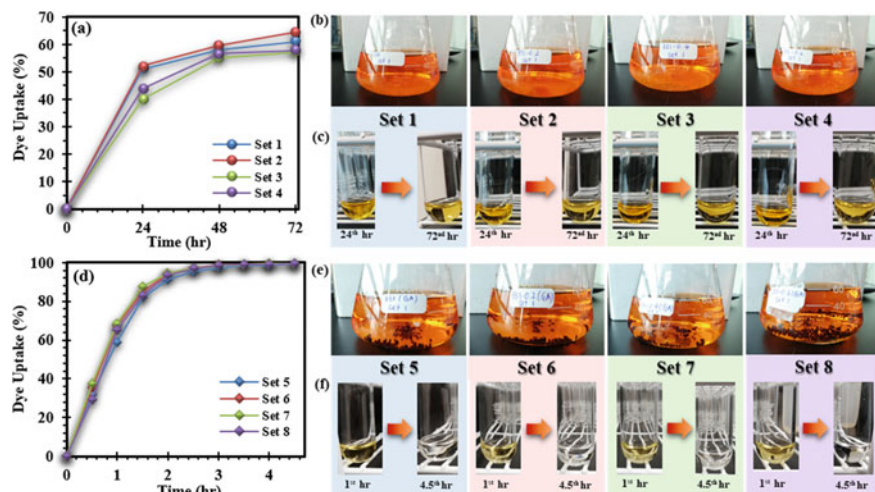 (a)
Dye Uptake (%)
70
60
50
40
30
20
10
0
Set 1
Set 2
Set 3
Set 4
0 24 48 72
Time (hr)
(b)
Set 1 Set 2 Set 3 Set 4
(c)
24th hr 72nd hr 24th hr 72nd hr 24th hr 72nd hr 24th hr 72nd hr
(d)
Dye Uptake (%)
100
80
60
40
20
0
Set 5
Set 6
Set 7
Set 8
0 1 2 3 4
Time (hr)
(e)
Set 5 Set 6 Set 7 Set 8
(f)
1st hr 4.5th hr 1st hr 4.5th hr 1st hr 4.5th hr 1st hr 4.5th hr